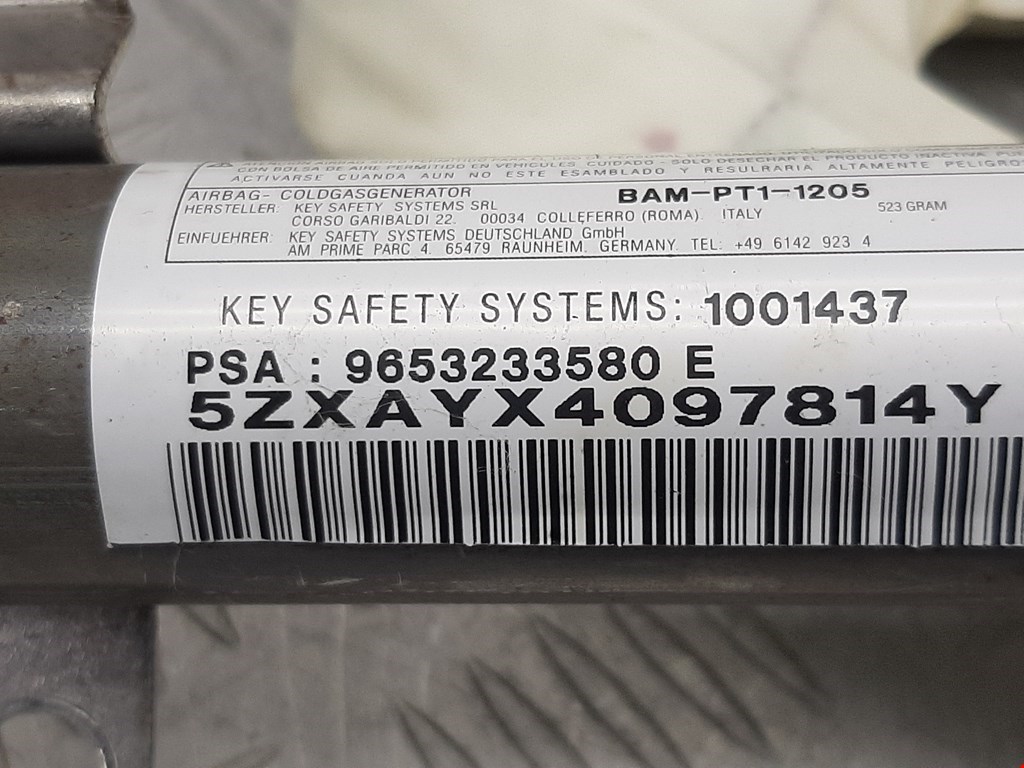 CON BOLSA DE AIRE PERMITIDO EN VEHICULES CUIDADO - SOLO DESECHAR EL PRODUCTO INACTIVA
ACTIVARSE CUANDA AUN NO ESTE ESAMBLADO Y RESULRARIA ALTAMENTE PELIGROS
AIRBAG- COLDGASGENERATOR BAM-PT1-1205 523 GRAM
HERSTELLER: KEY SAFETY SYSTEMS SRL
CORSO GARIBALDI 22. 00034 COLLEFERRO (ROMA). ITALY
EINFUEHRER: KEY SAFETY SYSTEMS DEUTSCHLAND GmbH
AM PRIME PARC 4. 65479 RAUNHEIM. GERMANY. TEL: +49 6142 923 4
KEY SAFETY SYSTEMS: 1001437
PSA : 9653233580 E
5ZXAYX4097814Y